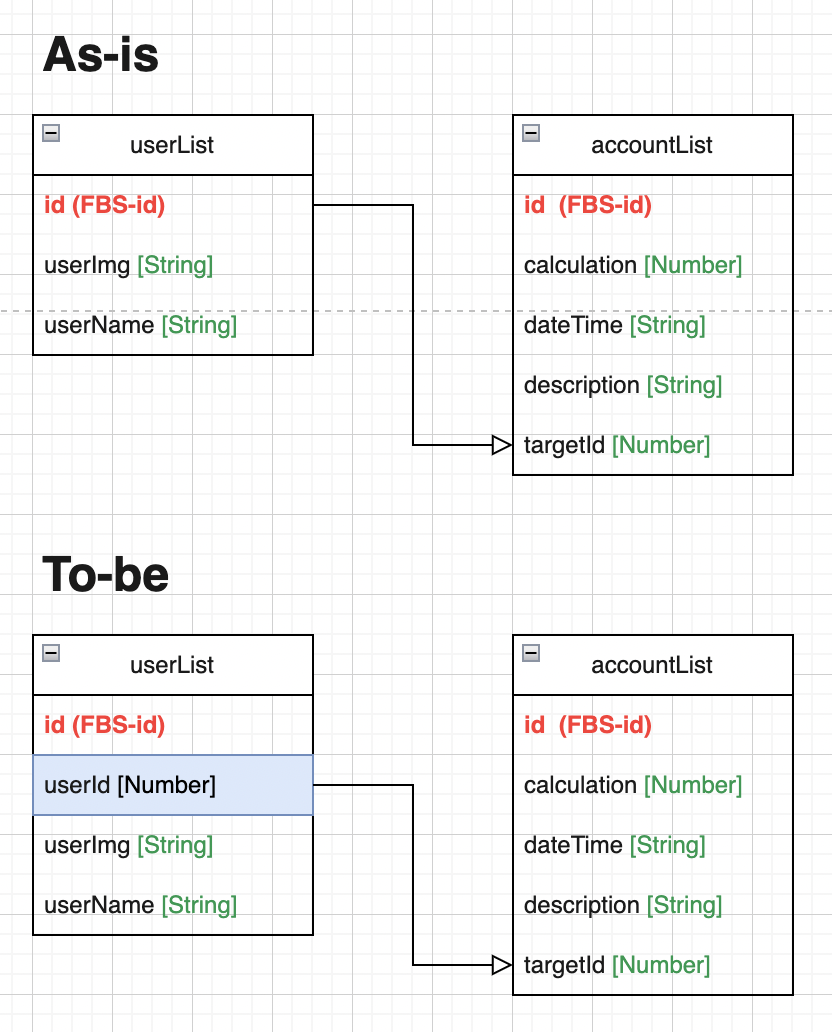 As-is
userList
id (FBS-id)
userImg [String]
userName [String]
accountList
id (FBS-id)
calculation [Number]
dateTime [String]
description [String]
targetId [Number]
To-be
userList
id (FBS-id)
userId [Number]
userImg [String]
userName [String]
accountList
id (FBS-id)
calculation [Number]
dateTime [String]
description [String]
targetId [Number]